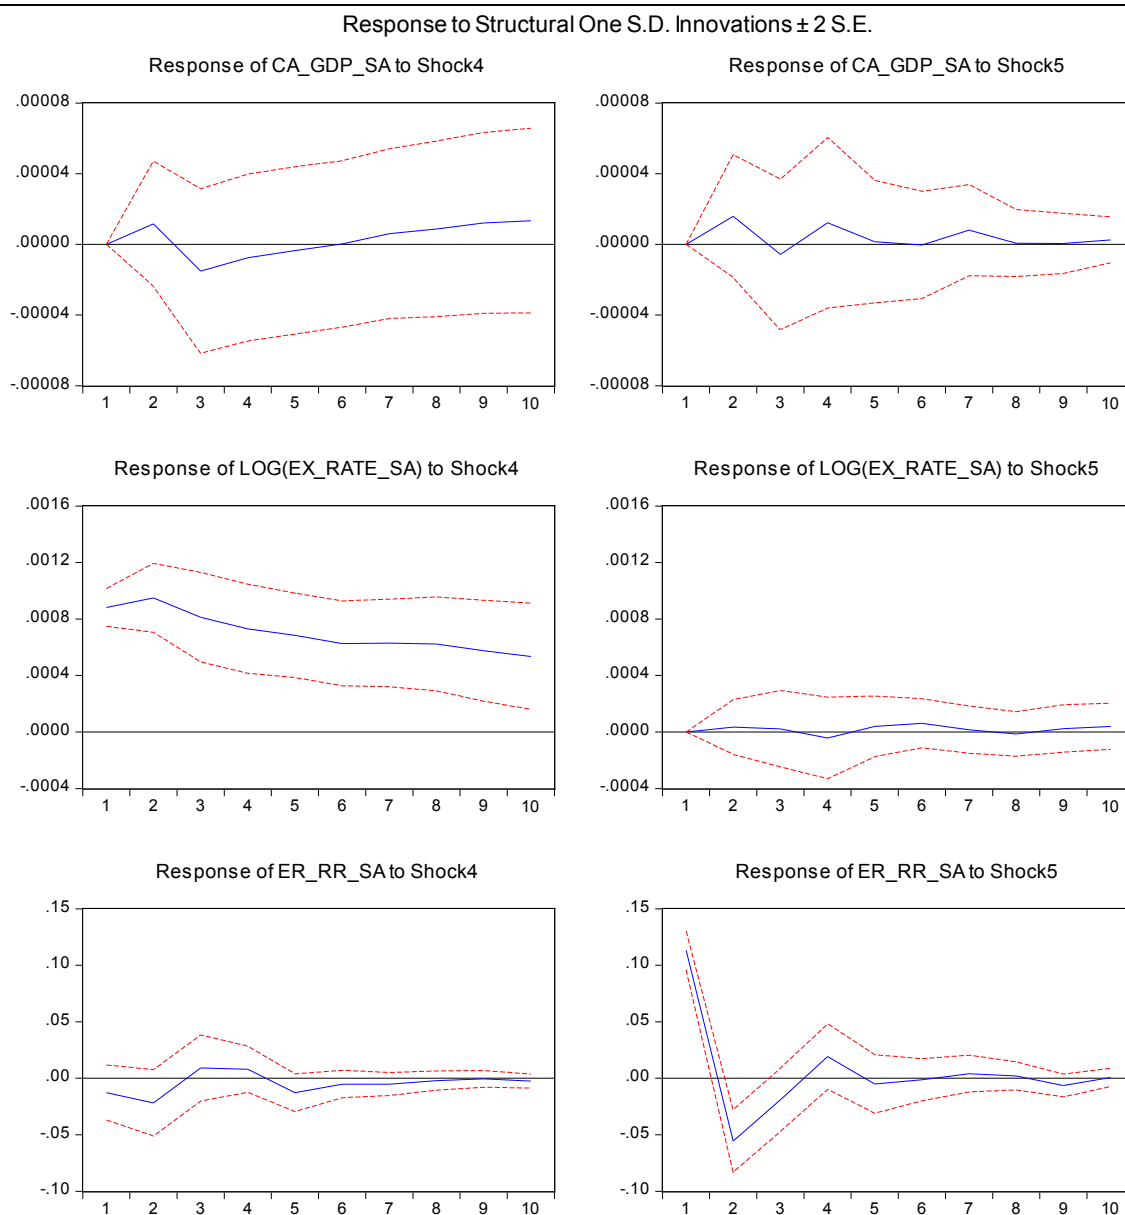 Response to Structural One S.D. Innovations ± 2 S.E.
Response of CA_GDP_SA to Shock4
.00008
.00004
.00000
-.00004
-.00008
1 2 3 4 5 6 7 8 9 10
Response of CA_GDP_SA to Shock5
.00008
.00004
.00000
-.00004
-.00008
1 2 3 4 5 6 7 8 9 10
Response of LOG(EX_RATE_SA) to Shock4
.0016
.0012
.0008
.0004
.0000
-.0004
1 2 3 4 5 6 7 8 9 10
Response of LOG(EX_RATE_SA) to Shock5
.0016
.0012
.0008
.0004
.0000
-.0004
1 2 3 4 5 6 7 8 9 10
Response of ER_RR_SA to Shock4
.15
.10
.05
.00
-.05
-.10
1 2 3 4 5 6 7 8 9 10
Response of ER_RR_SA to Shock5
.15
.10
.05
.00
-.05
-.10
1 2 3 4 5 6 7 8 9 10